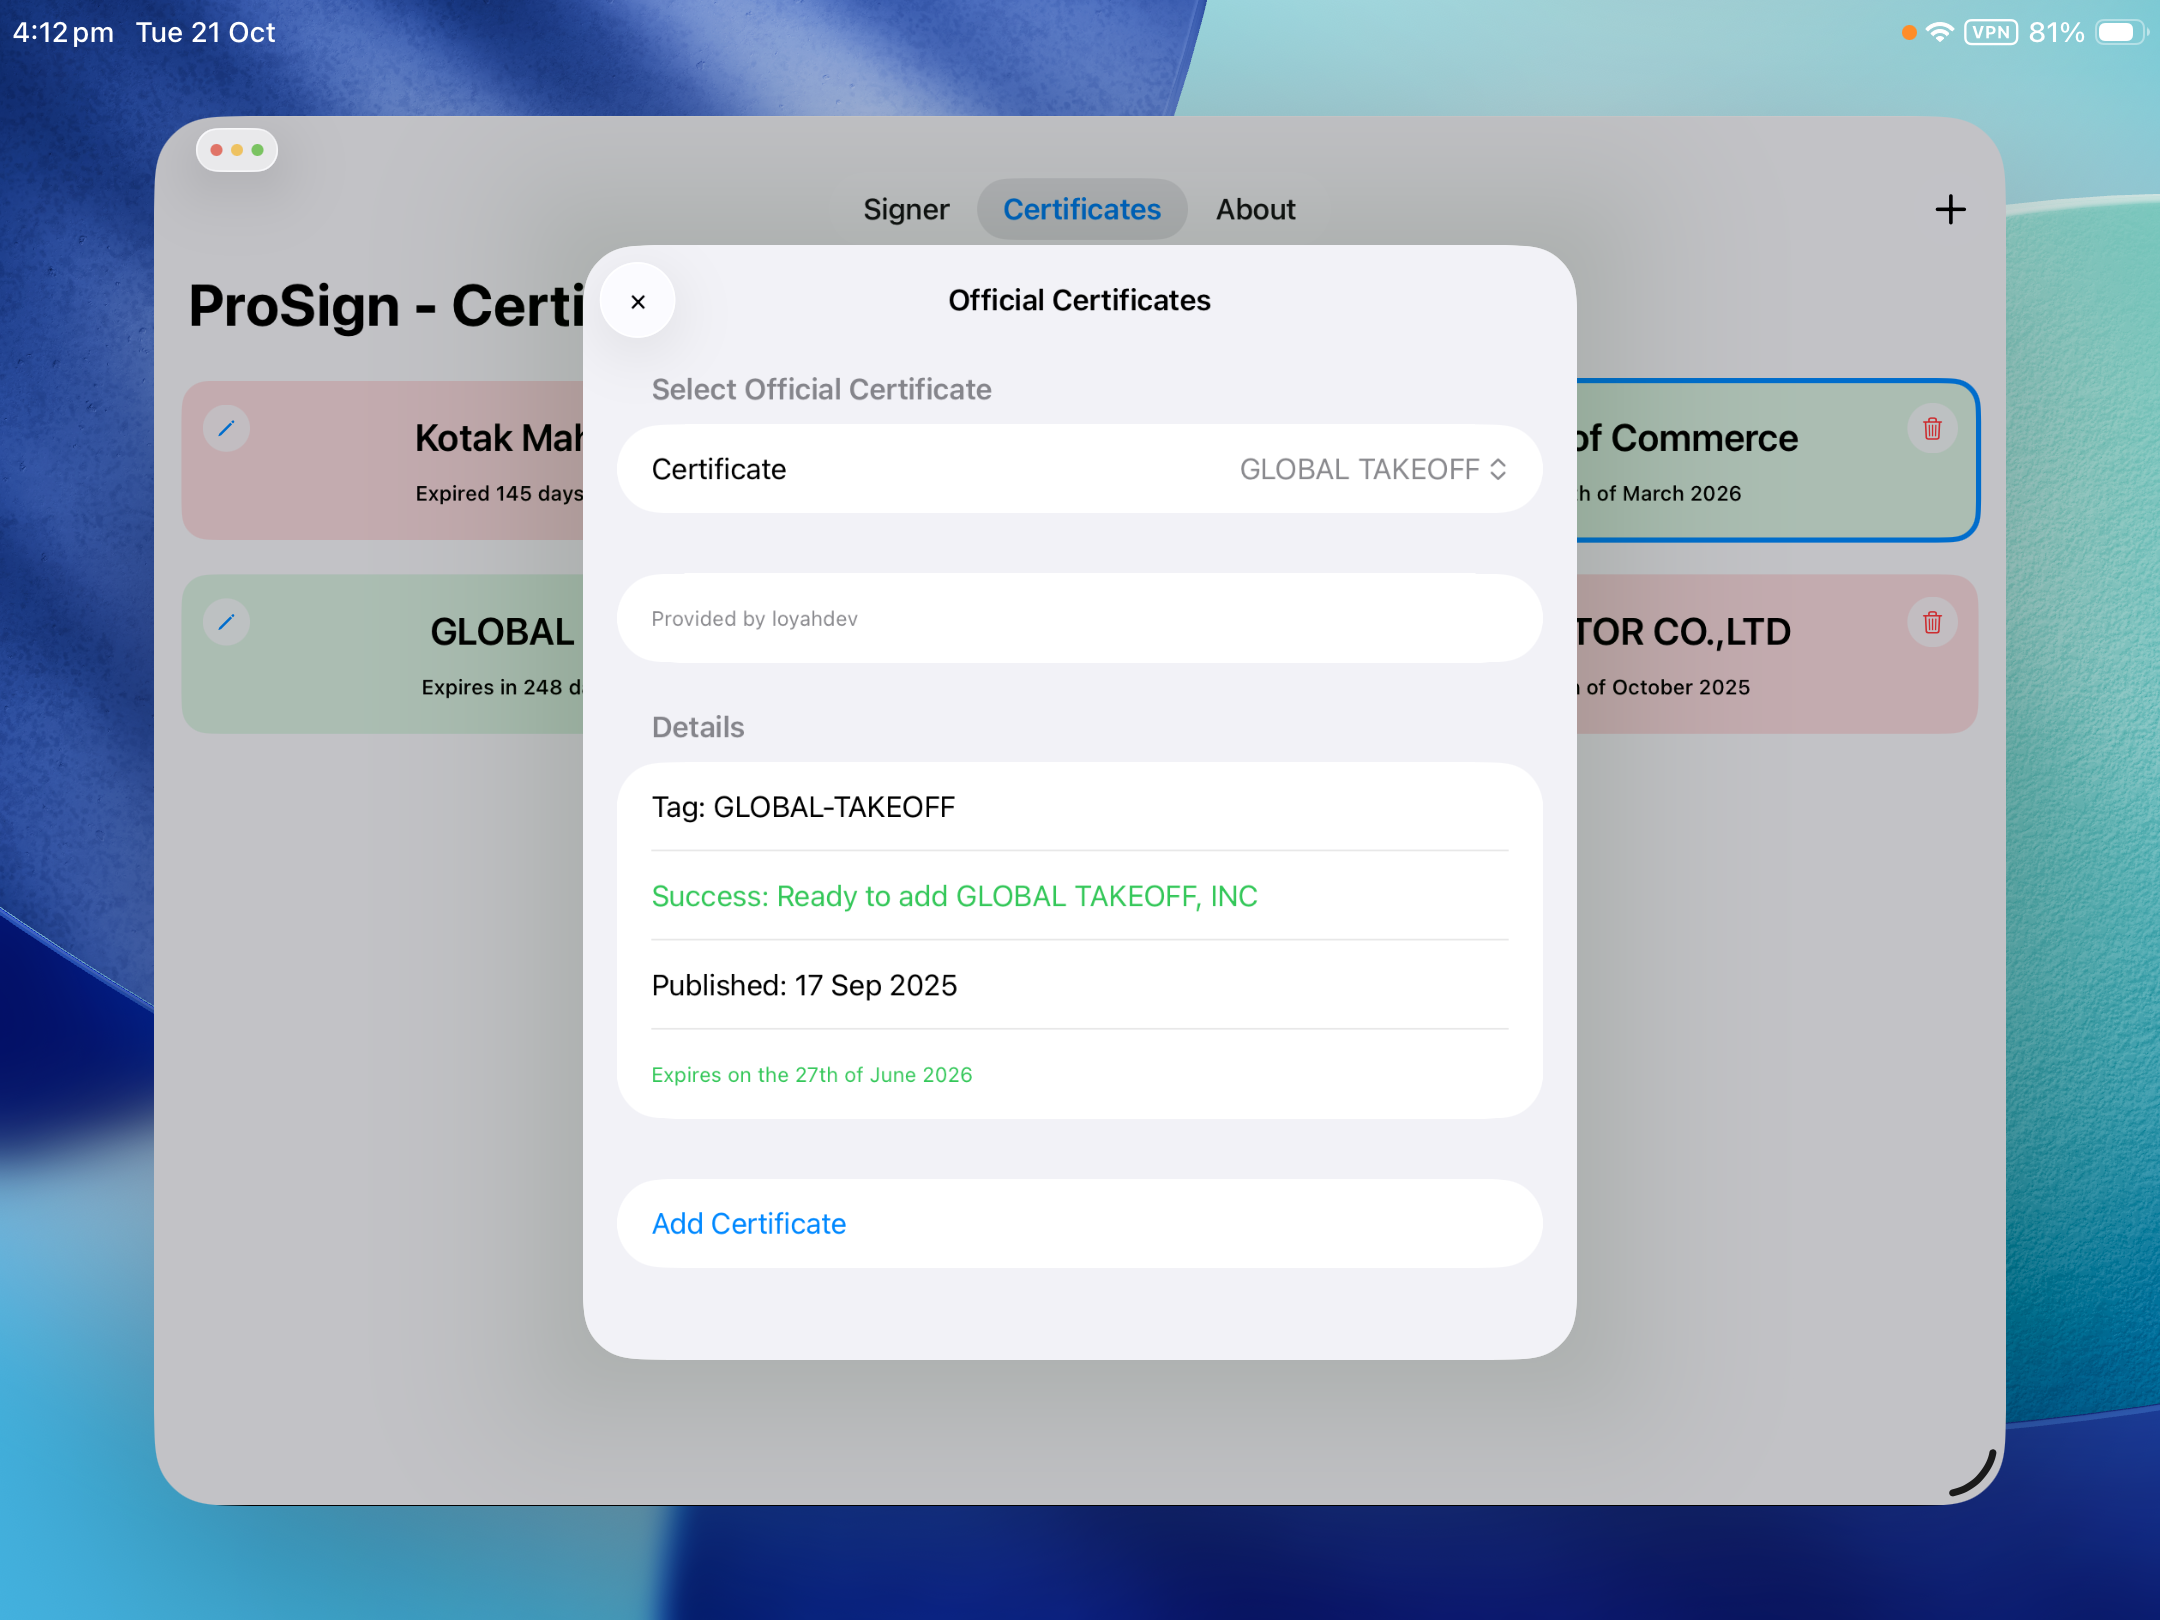 4:12 pm Tue 21 Oct
VPN 81%
Signer Certificates About
ProSign - Certi
Official Certificates
Select Official Certificate
Certificate GLOBAL TAKEOFF
Provided by loyahdev
Details
Tag: GLOBAL-TAKEOFF
Success: Ready to add GLOBAL TAKEOFF, INC
Published: 17 Sep 2025
Expires on the 27th of June 2026
Add Certificate
Kotak Mah
Expired 145 days
of Commerce
h of March 2026
GLOBAL
Expires in 248 d
TOR CO.,LTD
of October 2025